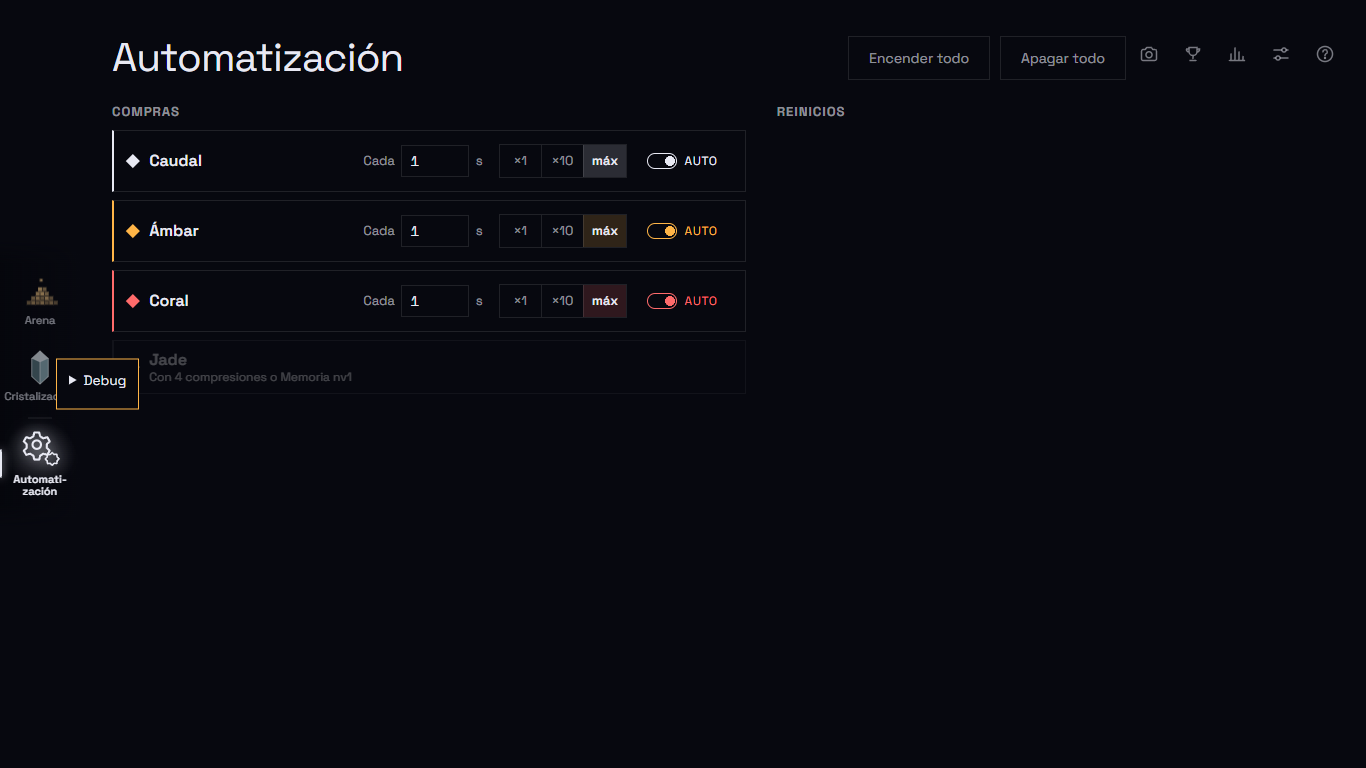 Automatización
Encender todo
Apagar todo
COMPRAS
REINICIOS
Caudal
Cada 1 s ×1 ×10 máx AUTO
Ámbar
Cada 1 s ×1 ×10 máx AUTO
Coral
Cada 1 s ×1 ×10 máx AUTO
Jade
Con 4 compresiones o Memoria nv1
Arena
Debug
Automati-
zación